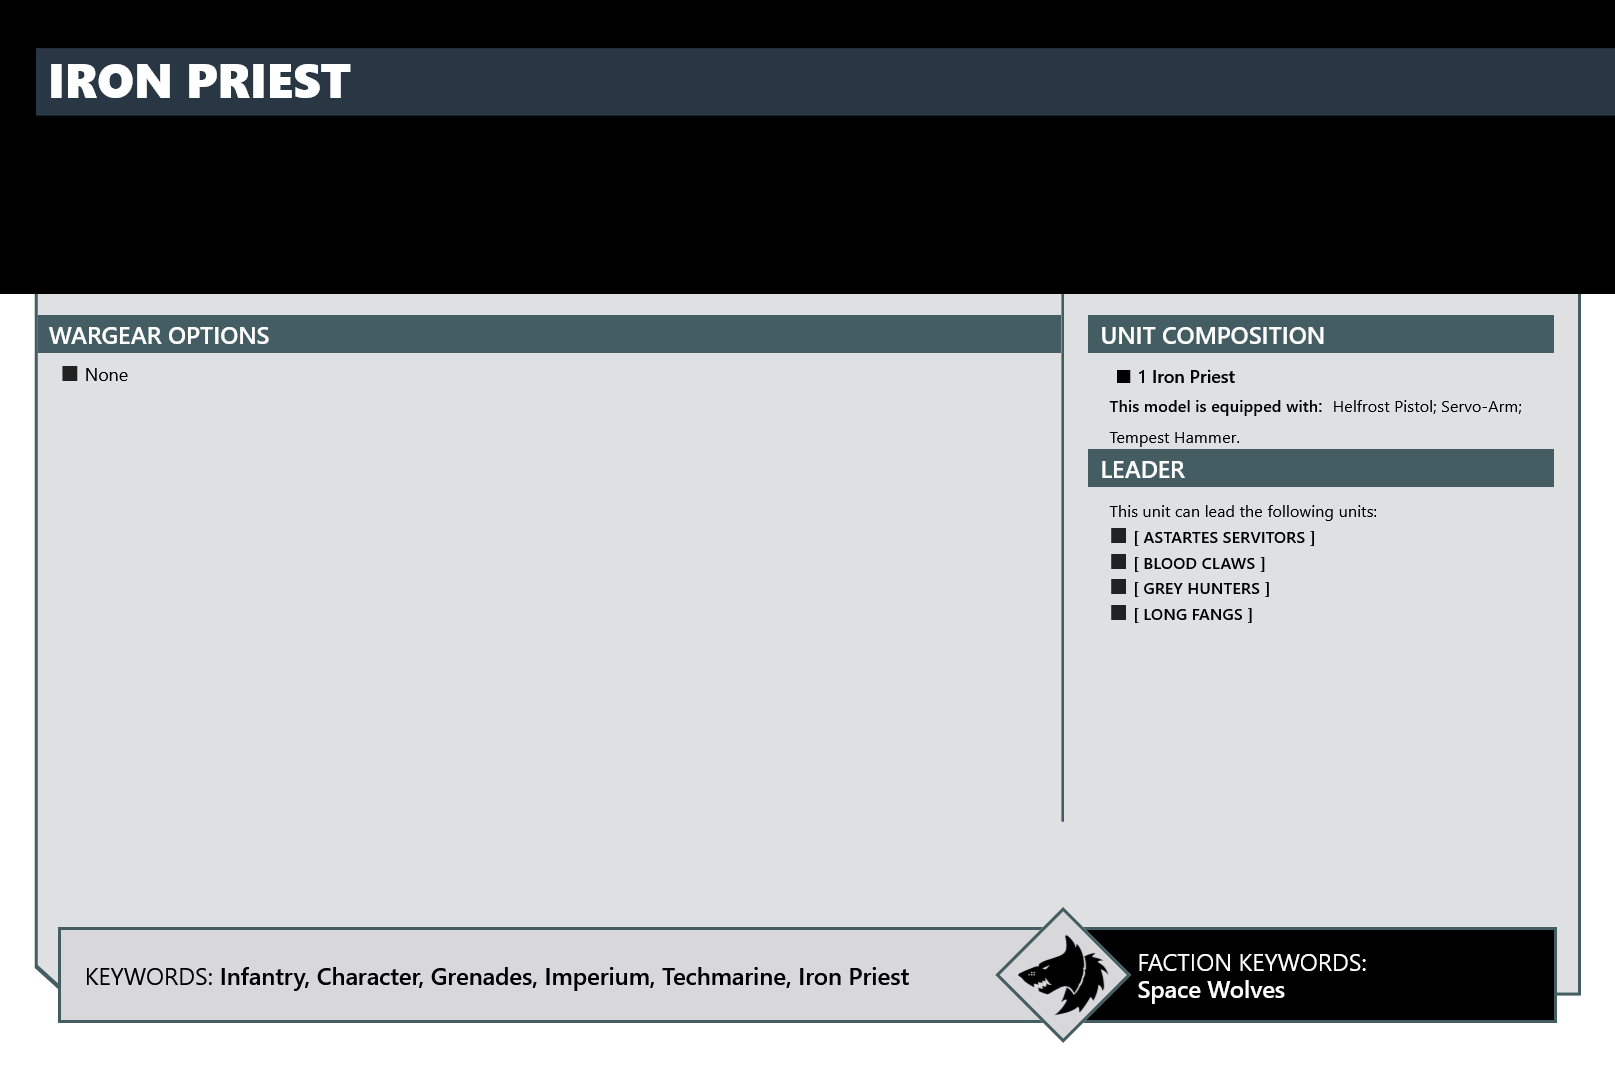 IRON PRIEST
WARGEAR OPTIONS
None
UNIT COMPOSITION
1 Iron Priest
This model is equipped with: Helfrost Pistol; Servo-Arm;
Tempest Hammer.
LEADER
This unit can lead the following units:
[ ASTARTES SERVITORS ]
[ BLOOD CLAWS ]
[ GREY HUNTERS ]
[ LONG FANGS ]
KEYWORDS: Infantry, Character, Grenades, Imperium, Techmarine, Iron Priest
FACTION KEYWORDS:
Space Wolves